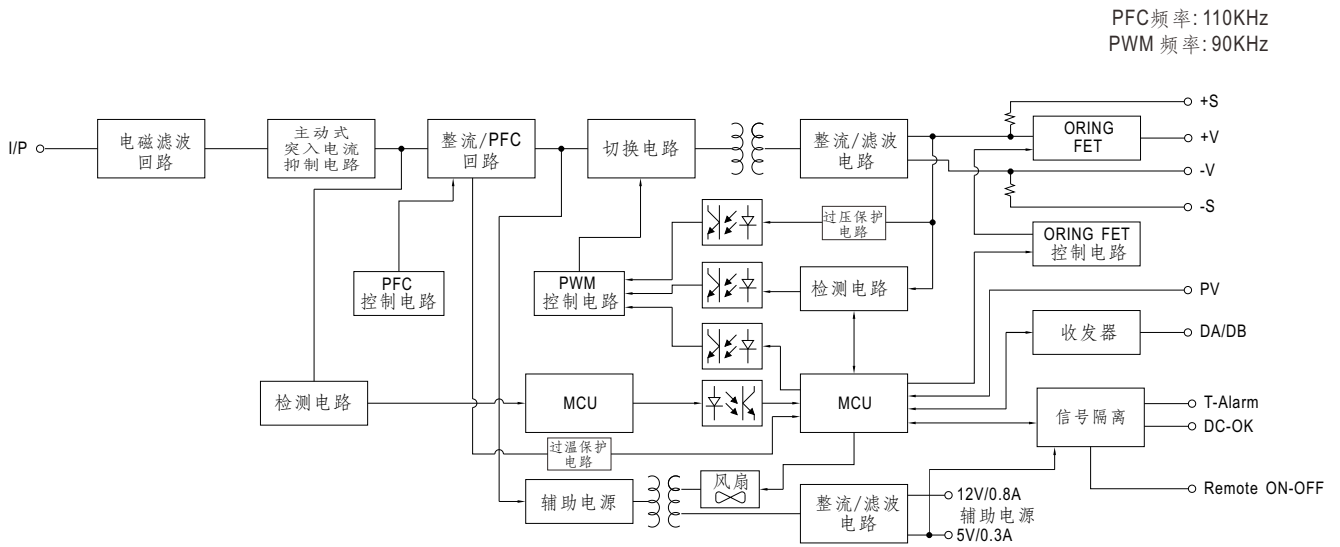 PFC频率: 110KHz
PWM 频率: 90KHz
I/P
电磁滤波
回路
主动式
突入电流
抑制电路
整流/PFC
回路
切换电路
整流/滤波
电路
ORING
FET
+S
+V
-V
-S
过压保护
电路
ORING FET
控制电路
PFC
控制电路
PWM
控制电路
检测电路
PV
收发器
DA/DB
检测电路
MCU
MCU
信号隔离
T-Alarm
DC-OK
过温保护
电路
辅助电源
风扇
整流/滤波
电路
12V/0.8A
辅助电源
5V/0.3A
Remote ON-OFF